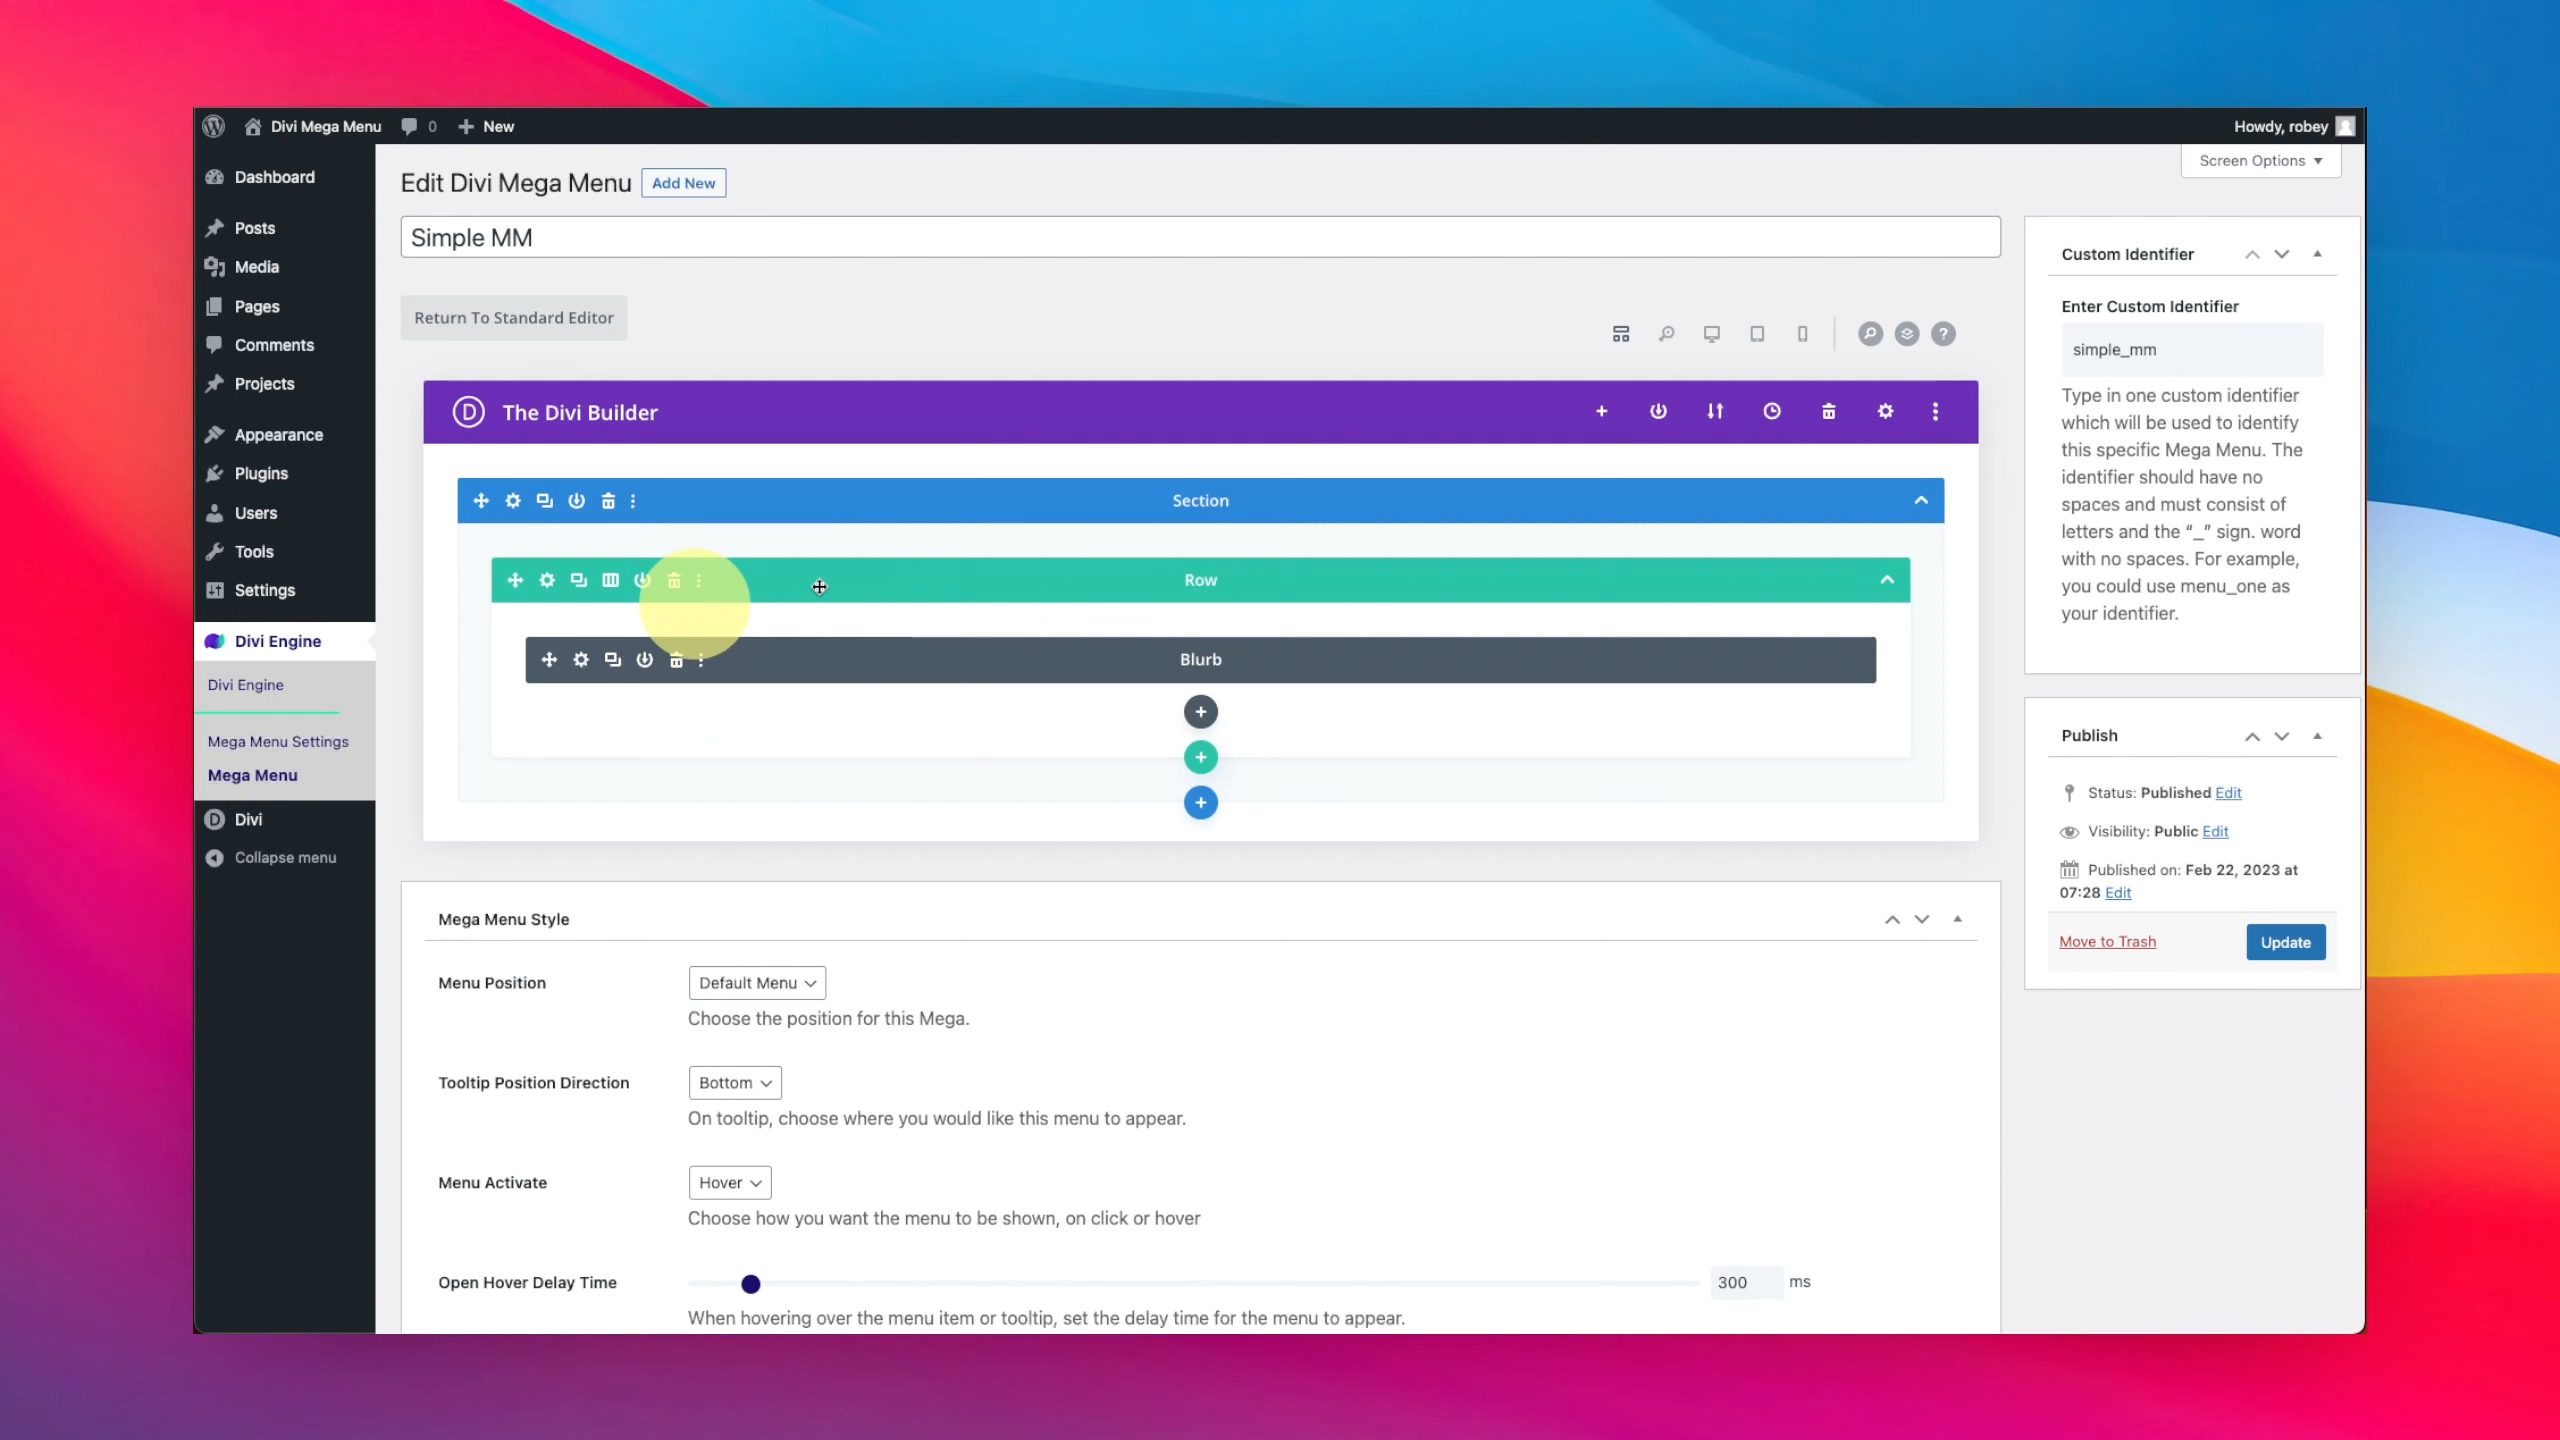 Divi Mega Menu
0
New
Howdy, robey
Screen Options
Dashboard
Posts
Media
Pages
Comments
Projects
Appearance
Plugins
Users
Tools
Settings
Divi Engine
Divi Engine
Mega Menu Settings
Mega Menu
Divi
Collapse menu
Edit Divi Mega Menu
Add New
Simple MM
Return To Standard Editor
The Divi Builder
Section
Row
Blurb
Mega Menu Style
Menu Position
Default Menu
Choose the position for this Mega.
Tooltip Position Direction
Bottom
On tooltip, choose where you would like this menu to appear.
Menu Activate
Hover
Choose how you want the menu to be shown, on click or hover
Open Hover Delay Time
300
ms
When hovering over the menu item or tooltip, set the delay time for the menu to appear.
Custom Identifier
Enter Custom Identifier
simple_mm
Type in one custom identifier
which will be used to identify
this specific Mega Menu. The
identifier should have no
spaces and must consist of
letters and the “_” sign. word
with no spaces. For example,
you could use menu_one as
your identifier.
Publish
Status: Published Edit
Visibility: Public Edit
Published on: Feb 22, 2023 at
07:28 Edit
Move to Trash
Update